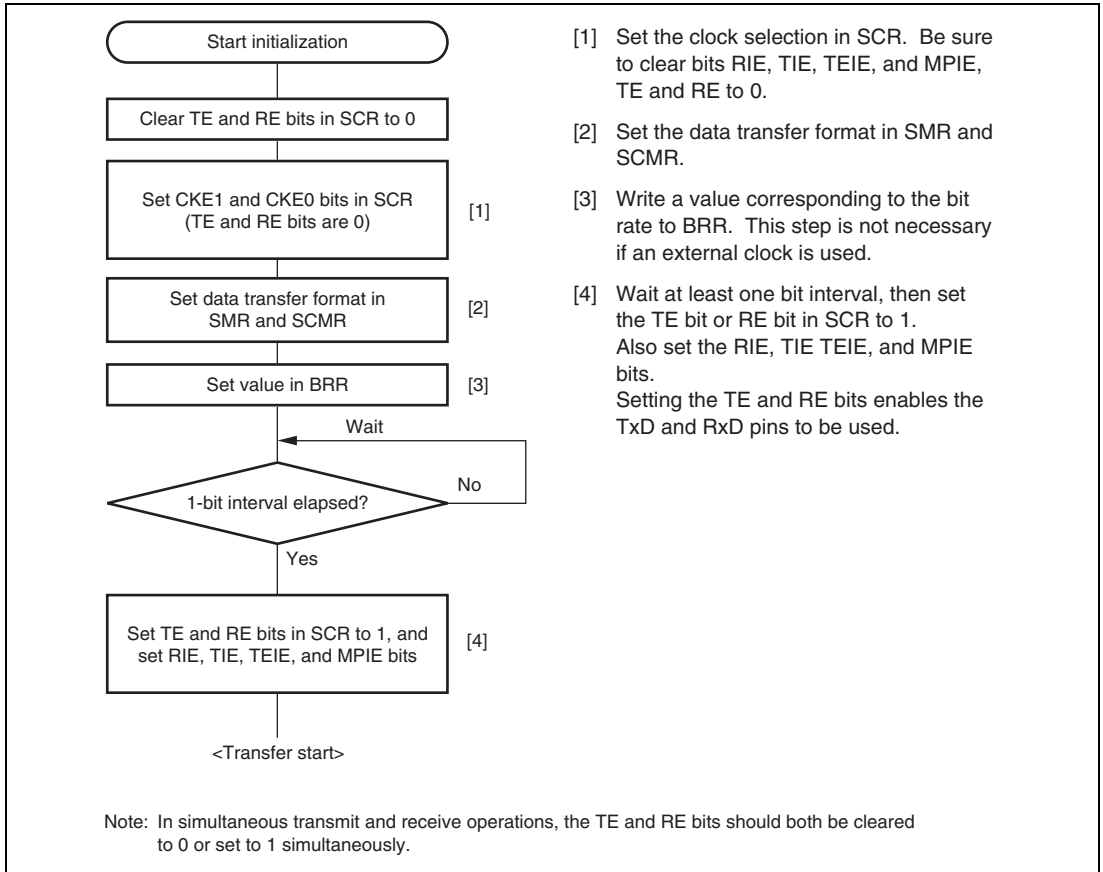 Start initialization
Clear TE and RE bits in SCR to 0
Set CKE1 and CKE0 bits in SCR
(TE and RE bits are 0)
[1]
Set data transfer format in
SMR and SCMR
[2]
Set value in BRR
[3]
Wait
1-bit interval elapsed?
No
Yes
Set TE and RE bits in SCR to 1, and
set RIE, TIE, TEIE, and MPIE bits
[4]
<Transfer start>
[1] Set the clock selection in SCR. Be sure
to clear bits RIE, TIE, TEIE, and MPIE,
TE and RE to 0.
[2] Set the data transfer format in SMR and
SCMR.
[3] Write a value corresponding to the bit
rate to BRR. This step is not necessary
if an external clock is used.
[4] Wait at least one bit interval, then set
the TE bit or RE bit in SCR to 1.
Also set the RIE, TIE TEIE, and MPIE
bits.
Setting the TE and RE bits enables the
TxD and RxD pins to be used.
Note: In simultaneous transmit and receive operations, the TE and RE bits should both be cleared
to 0 or set to 1 simultaneously.